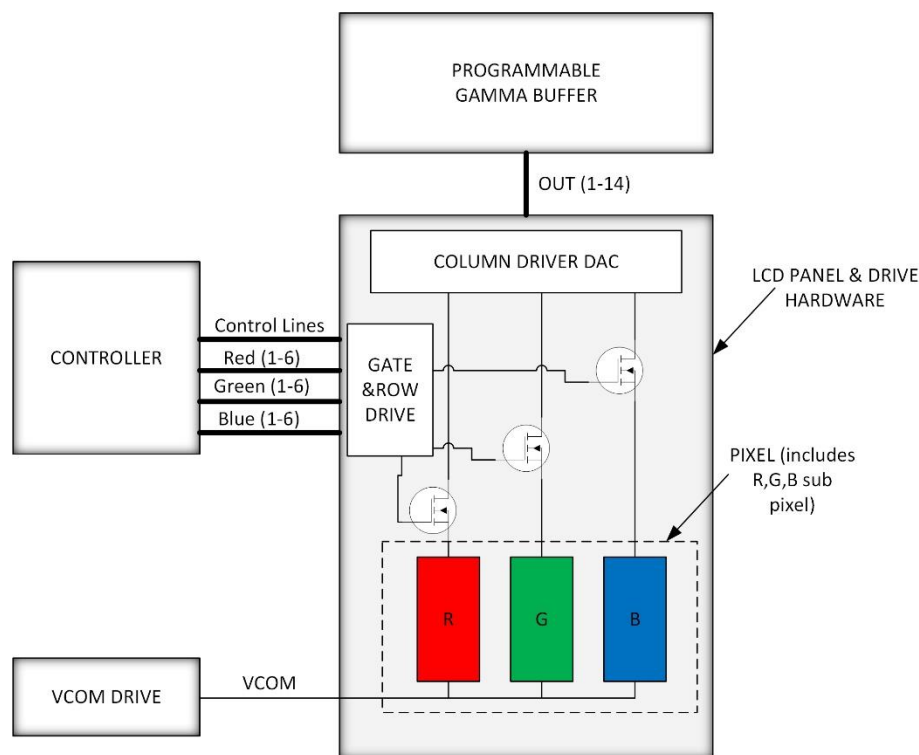 PROGRAMMABLE
GAMMA BUFFER
OUT (1-14)
COLUMN DRIVER DAC
LCD PANEL & DRIVE
HARDWARE
CONTROLLER
Control Lines
Red (1-6)
Green (1-6)
Blue (1-6)
GATE
&ROW
DRIVE
PIXEL (includes
R,G,B sub
pixel)
R
G
B
VCOM DRIVE
VCOM